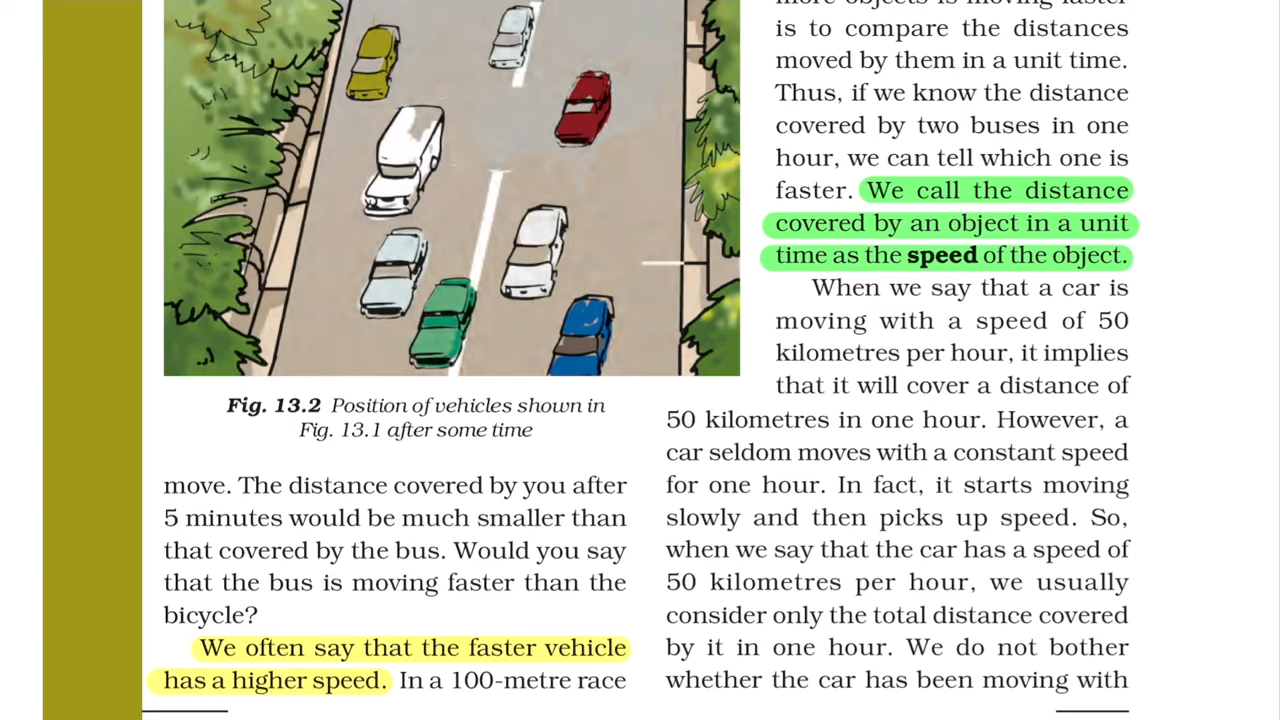 Fig. 13.2 Position of vehicles shown in
Fig. 13.1 after some time
move. The distance covered by you after
5 minutes would be much smaller than
that covered by the bus. Would you say
that the bus is moving faster than the
bicycle?
We often say that the faster vehicle
has a higher speed. In a 100-metre race
more objects is moving faster
is to compare the distances
moved by them in a unit time.
Thus, if we know the distance
covered by two buses in one
hour, we can tell which one is
faster. We call the distance
covered by an object in a unit
time as the speed of the object.
When we say that a car is
moving with a speed of 50
kilometres per hour, it implies
that it will cover a distance of
50 kilometres in one hour. However, a
car seldom moves with a constant speed
for one hour. In fact, it starts moving
slowly and then picks up speed. So,
when we say that the car has a speed of
50 kilometres per hour, we usually
consider only the total distance covered
by it in one hour. We do not bother
whether the car has been moving with